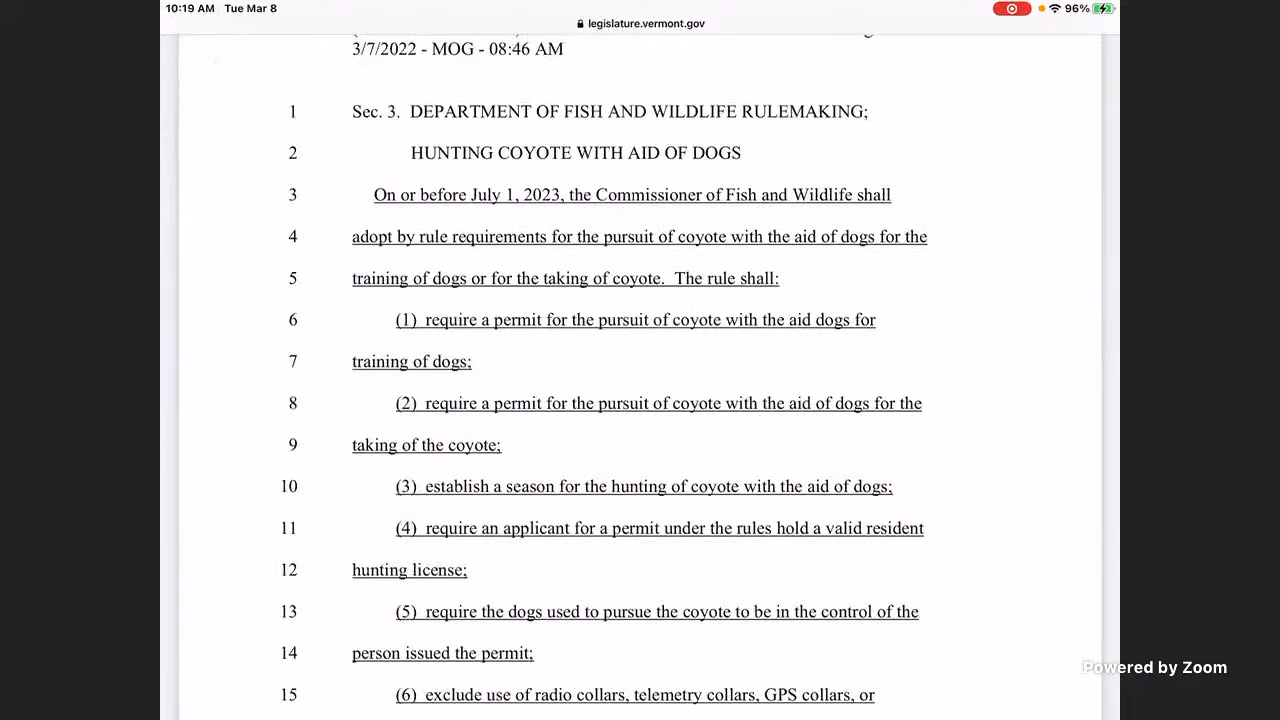 10:19 AM Tue Mar 8
96%
legislature.vermont.gov
3/7/2022 - MOG - 08:46 AM
1 Sec. 3. DEPARTMENT OF FISH AND WILDLIFE RULEMAKING;
2 HUNTING COYOTE WITH AID OF DOGS
3 On or before July 1, 2023, the Commissioner of Fish and Wildlife shall
4 adopt by rule requirements for the pursuit of coyote with the aid of dogs for the
5 training of dogs or for the taking of coyote. The rule shall:
6 (1) require a permit for the pursuit of coyote with the aid dogs for
7 training of dogs;
8 (2) require a permit for the pursuit of coyote with the aid of dogs for the
9 taking of the coyote;
10 (3) establish a season for the hunting of coyote with the aid of dogs;
11 (4) require an applicant for a permit under the rules hold a valid resident
12 hunting license;
13 (5) require the dogs used to pursue the coyote to be in the control of the
14 person issued the permit;
Powered by Zoom
15 (6) exclude use of radio collars, telemetry collars, GPS collars, or